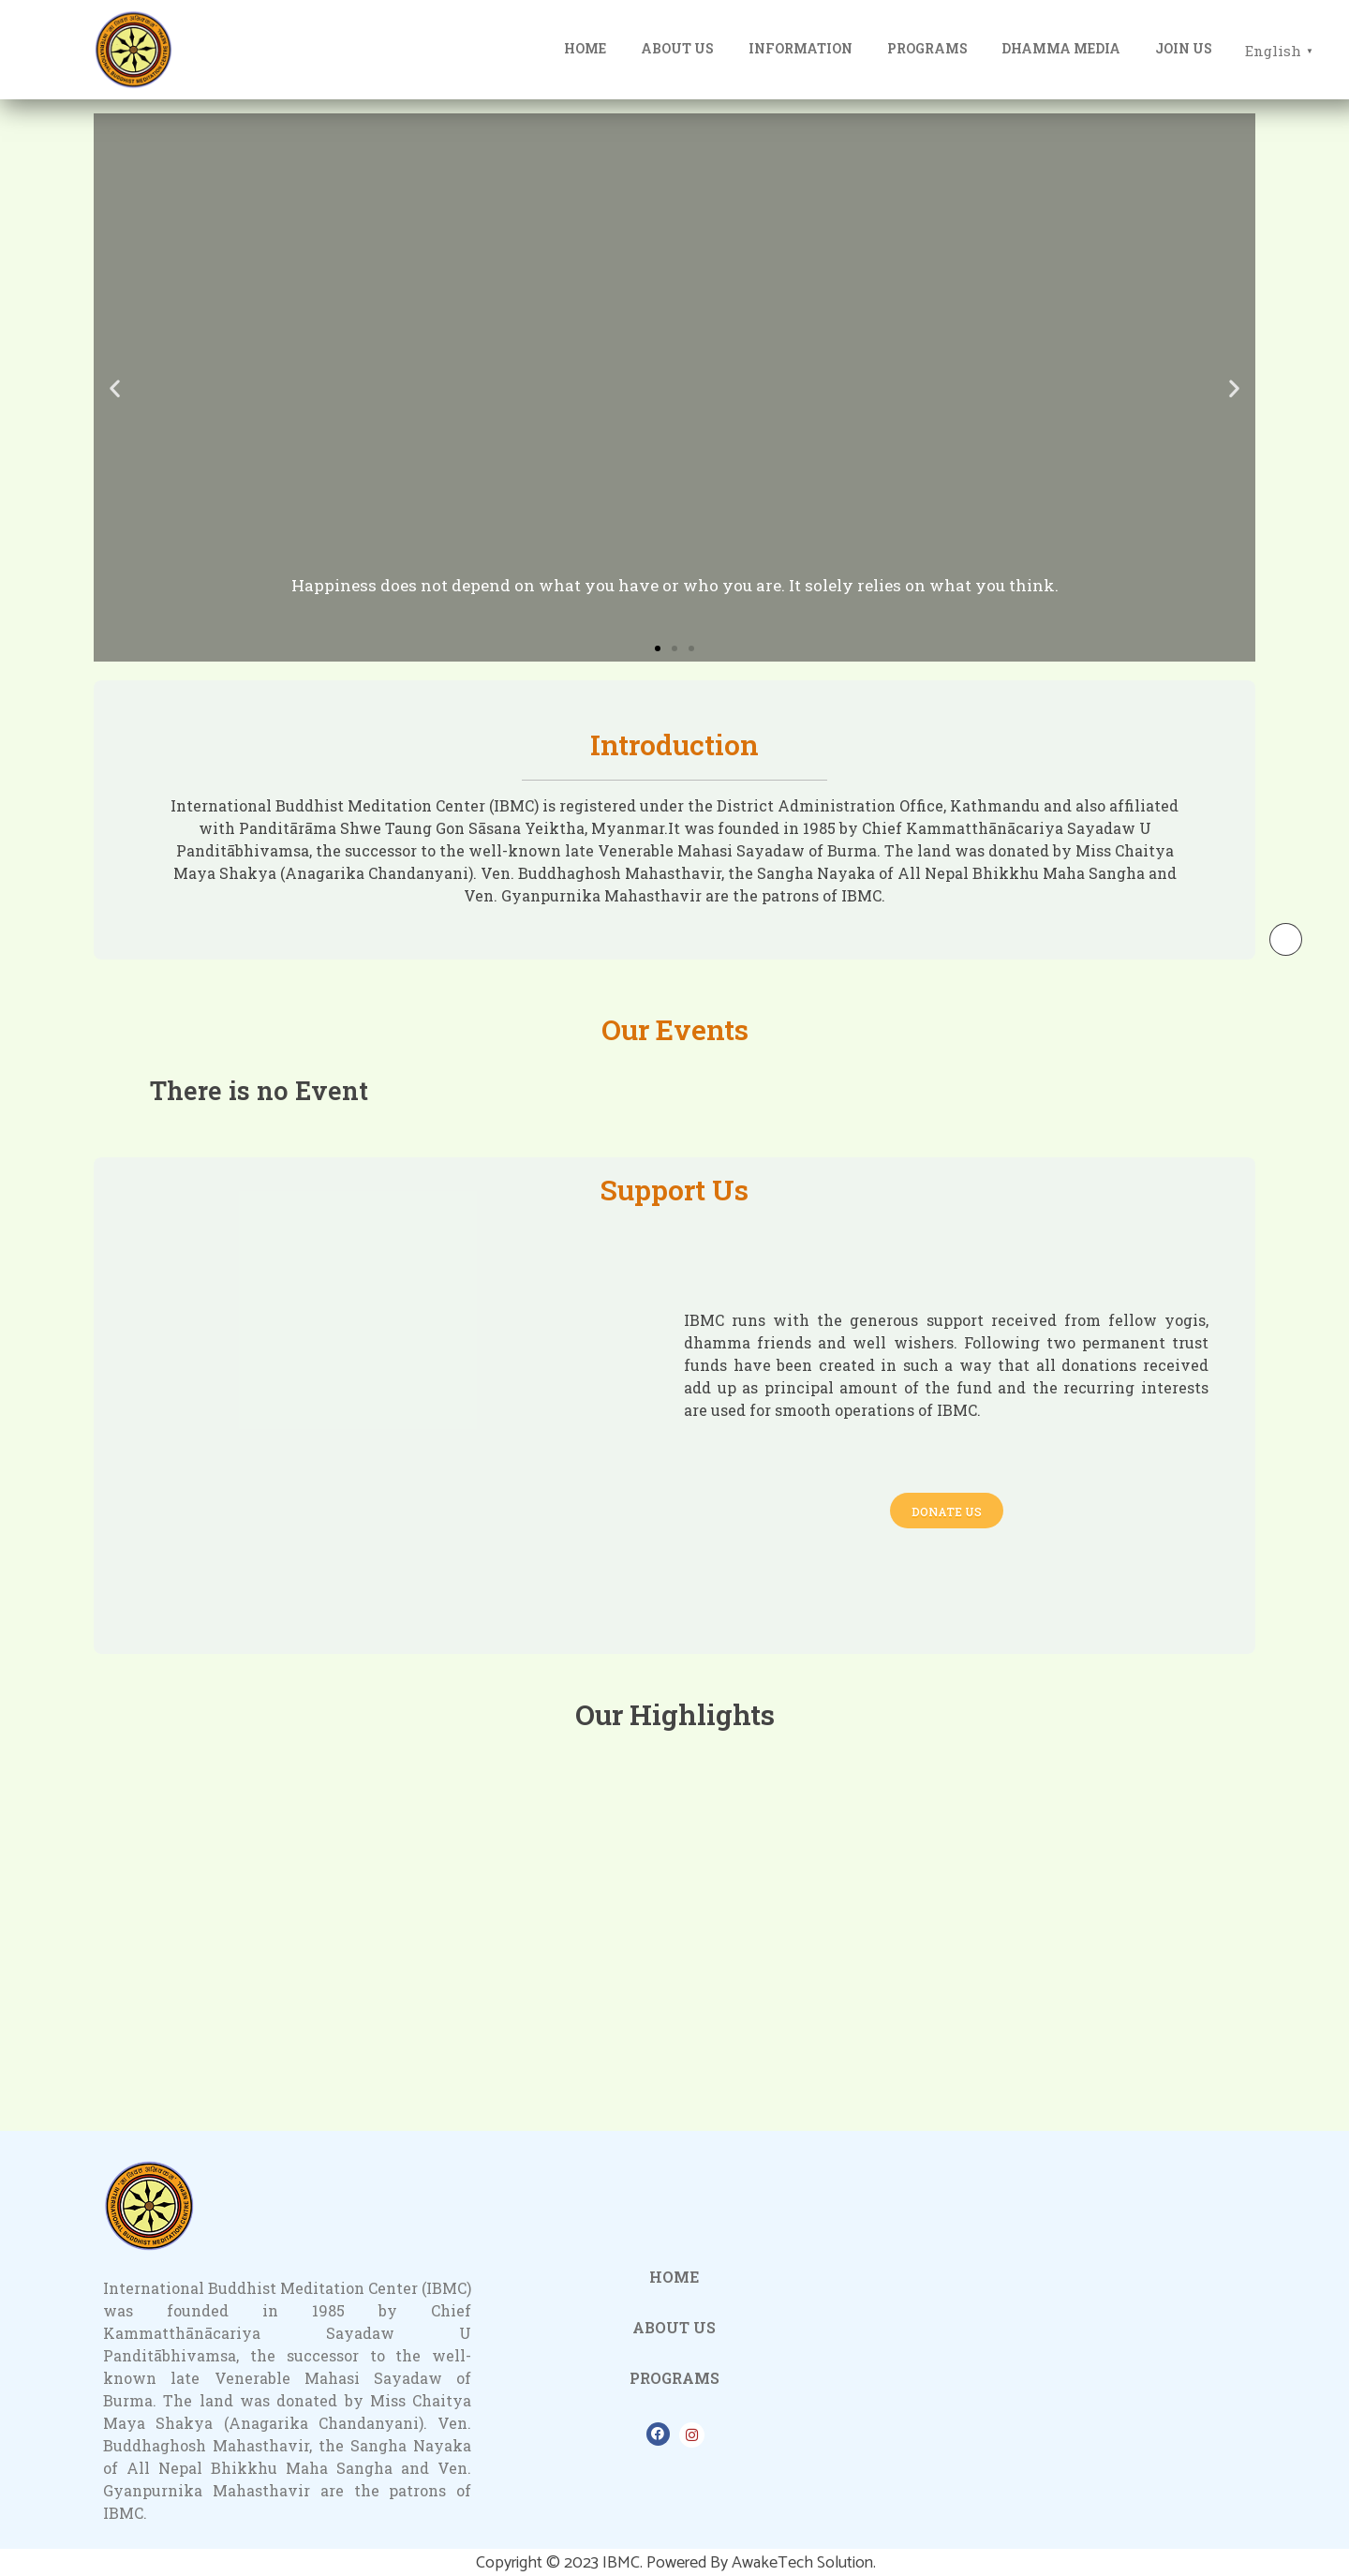 HOME ABOUT US INFORMATION PROGRAMS DHAMMA MEDIA JOIN US English ▼
Happiness does not depend on what you have or who you are. It solely relies on what you think.
Introduction
International Buddhist Meditation Center (IBMC) is registered under the District Administration Office, Kathmandu and also affiliated
with Panditārāma Shwe Taung Gon Sāsana Yeiktha, Myanmar.It was founded in 1985 by Chief Kammatthānācariya Sayadaw U
Panditābhivamsa, the successor to the well-known late Venerable Mahasi Sayadaw of Burma. The land was donated by Miss Chaitya
Maya Shakya (Anagarika Chandanyani). Ven. Buddhaghosh Mahasthavir, the Sangha Nayaka of All Nepal Bhikkhu Maha Sangha and
Ven. Gyanpurnika Mahasthavir are the patrons of IBMC.
Our Events
There is no Event
Support Us
IBMC runs with the generous support received from fellow yogis,
dhamma friends and well wishers. Following two permanent trust
funds have been created in such a way that all donations received
add up as principal amount of the fund and the recurring interests
are used for smooth operations of IBMC.
DONATE US
Our Highlights
INTERNATIONAL BUDDHIST MEDITATION CENTRE, NEPAL
International Buddhist Meditation Center (IBMC)
was founded in 1985 by Chief
Kammatthānācariya Sayadaw U
Panditābhivamsa, the successor to the well-
known late Venerable Mahasi Sayadaw of
Burma. The land was donated by Miss Chaitya
Maya Shakya (Anagarika Chandanyani). Ven.
Buddhaghosh Mahasthavir, the Sangha Nayaka
of All Nepal Bhikkhu Maha Sangha and Ven.
Gyanpurnika Mahasthavir are the patrons of
IBMC.
HOME
ABOUT US
PROGRAMS
Copyright © 2023 IBMC. Powered By AwakeTech Solution.